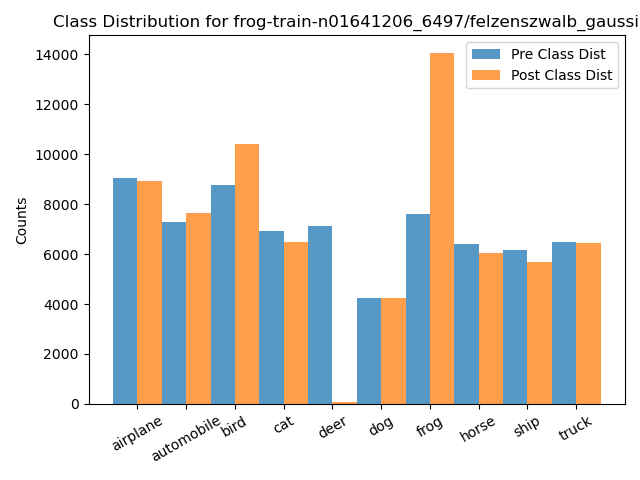 Class Distribution for frog-train-n01641206_6497/felzenszwalb_gaussi
Pre Class Dist
Post Class Dist
14000
12000
10000
8000
6000
4000
2000
0
Counts
airplane
automobile
bird
cat
deer
dog
frog
horse
ship
truck